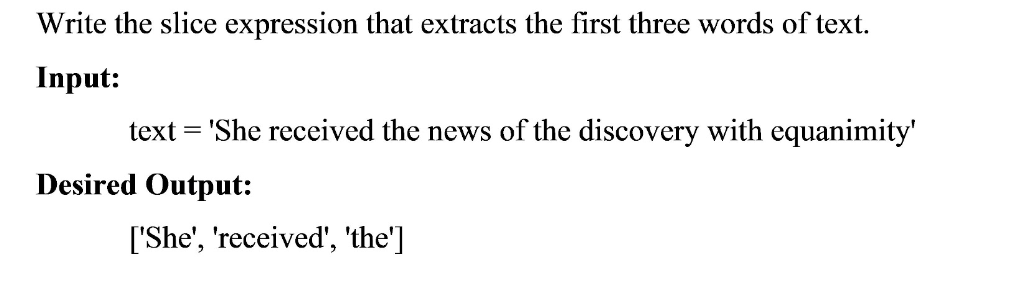 Write the slice expression that extracts the first three words of text.
Input:
text = 'She received the news of the discovery with equanimity'
Desired Output:
['She', 'received', 'the']